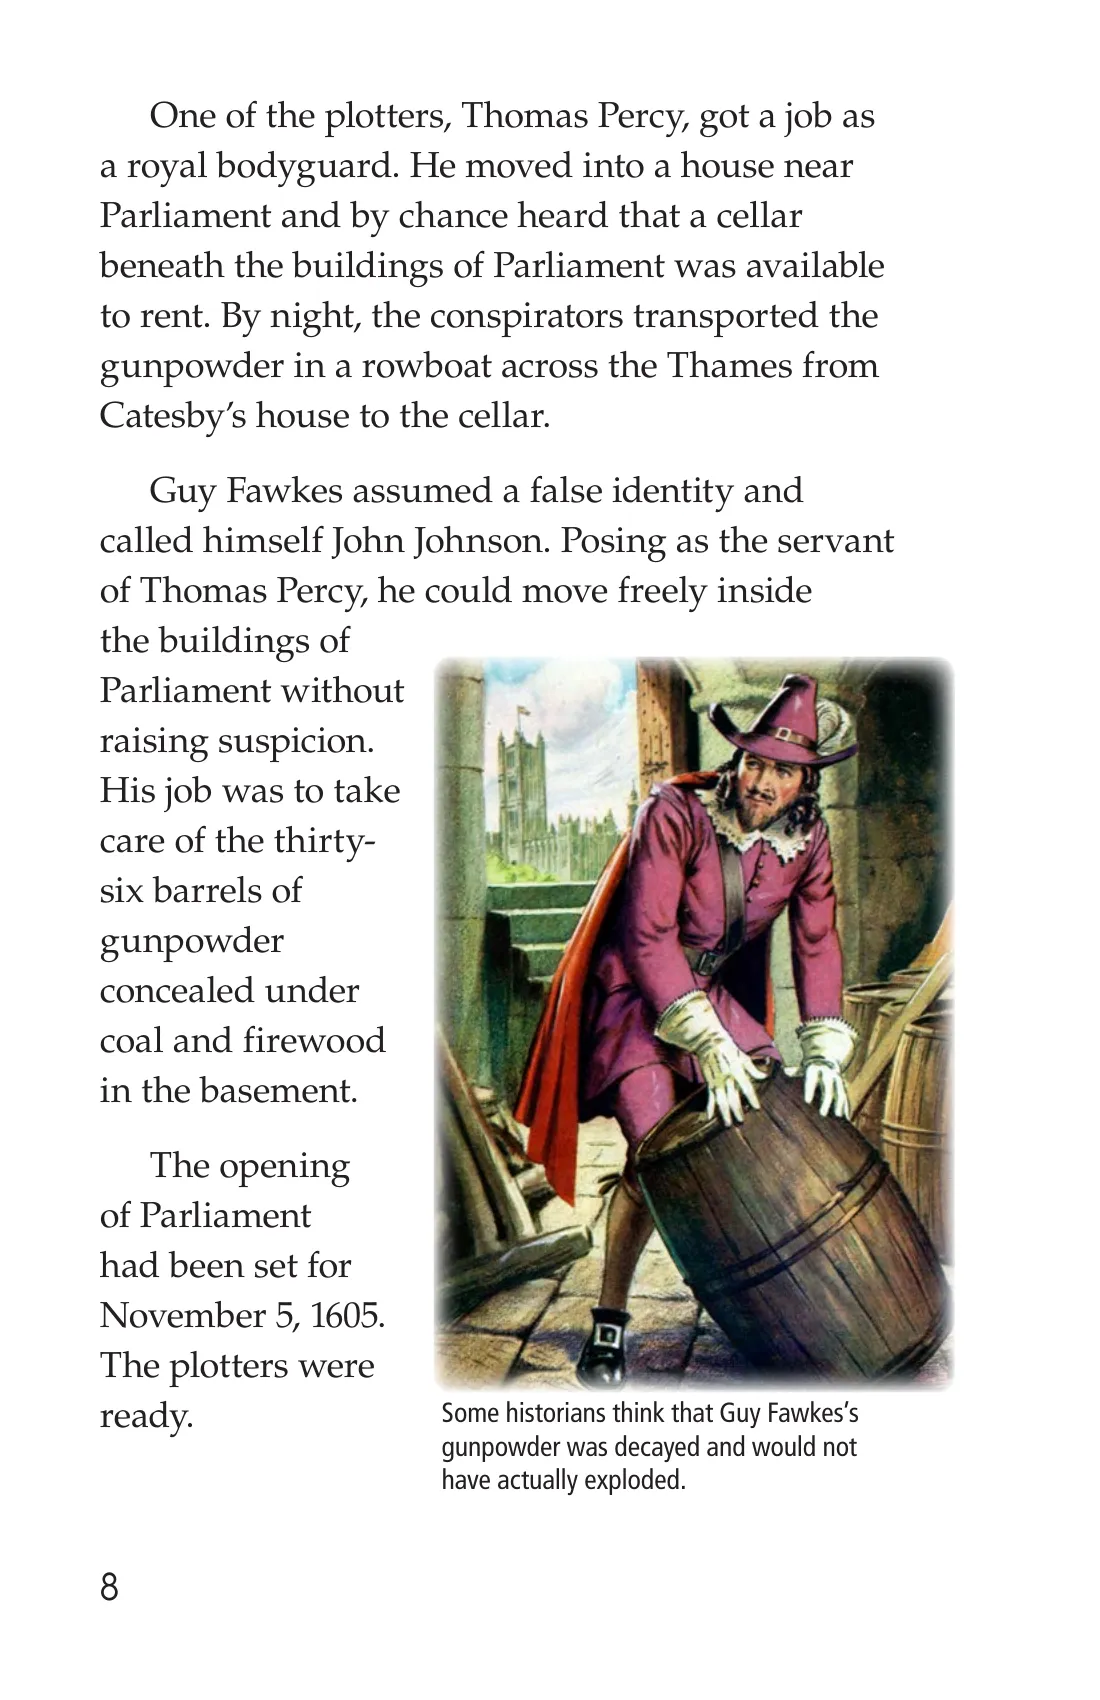 One of the plotters, Thomas Percy, got a job as
a royal bodyguard. He moved into a house near
Parliament and by chance heard that a cellar
beneath the buildings of Parliament was available
to rent. By night, the conspirators transported the
gunpowder in a rowboat across the Thames from
Catesby’s house to the cellar.
Guy Fawkes assumed a false identity and
called himself John Johnson. Posing as the servant
of Thomas Percy, he could move freely inside
the buildings of
Parliament without
raising suspicion.
His job was to take
care of the thirty-
six barrels of
gunpowder
concealed under
coal and firewood
in the basement.
The opening
of Parliament
had been set for
November 5, 1605.
The plotters were
ready.
Some historians think that Guy Fawkes’s
gunpowder was decayed and would not
have actually exploded.
8